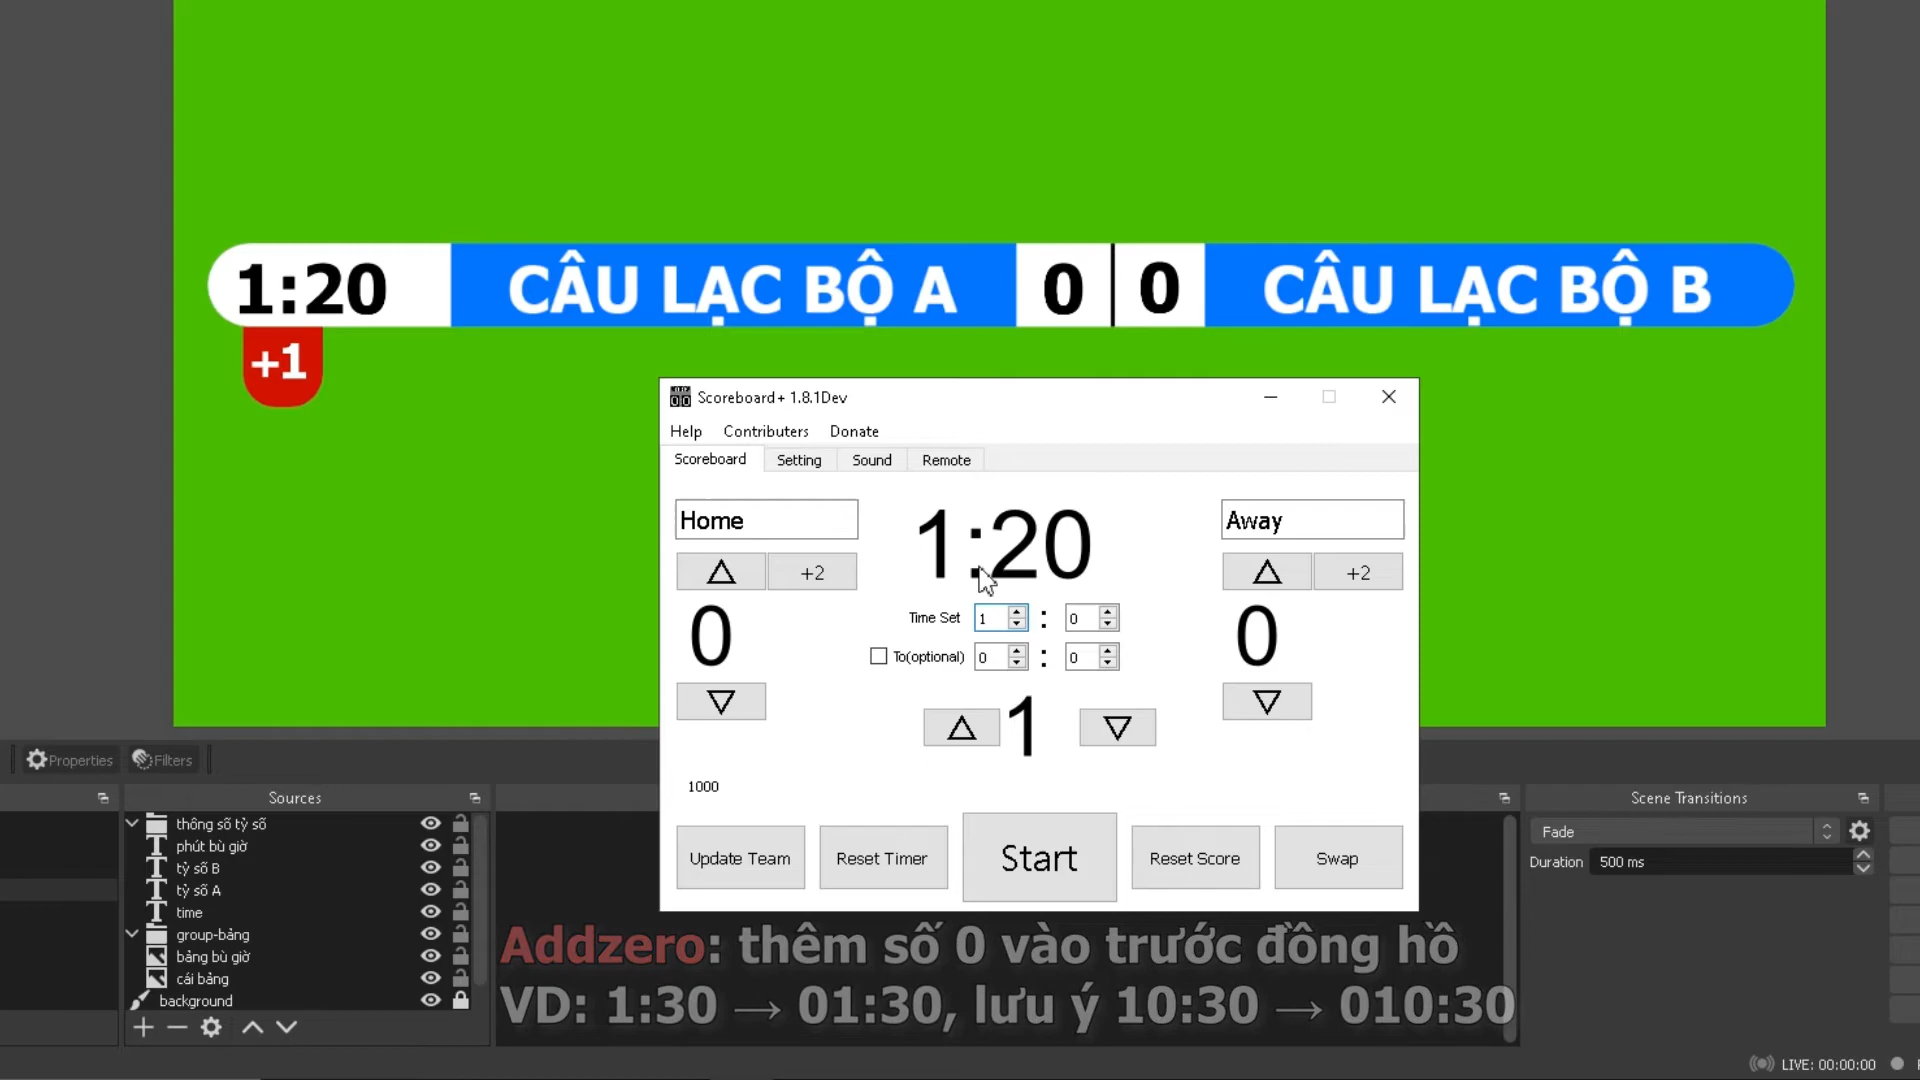 1:20
CÂU LẠC BỘ A
0
0
CÂU LẠC BỘ B
+1
Scoreboard+ 1.8.1Dev
Help Contributers Donate
Scoreboard Setting Sound Remote
Home
1:20
Away
+2
+2
0
Time Set 1 : 0
0
To(optional) 0 : 0
1
1000
Update Team
Reset Timer
Start
Reset Score
Swap
Properties
Filters
Sources
Scene Transitions
thông số tỷ số
phút bù giờ
tỷ số B
tỷ số A
time
group-bảng
bảng bù giờ
cái bảng
background
Fade
Duration 500 ms
Addzero: thêm số 0 vào trước đồng hồ
VD: 1:30 → 01:30, lưu ý 10:30 → 010:30
LIVE: 00:00:00